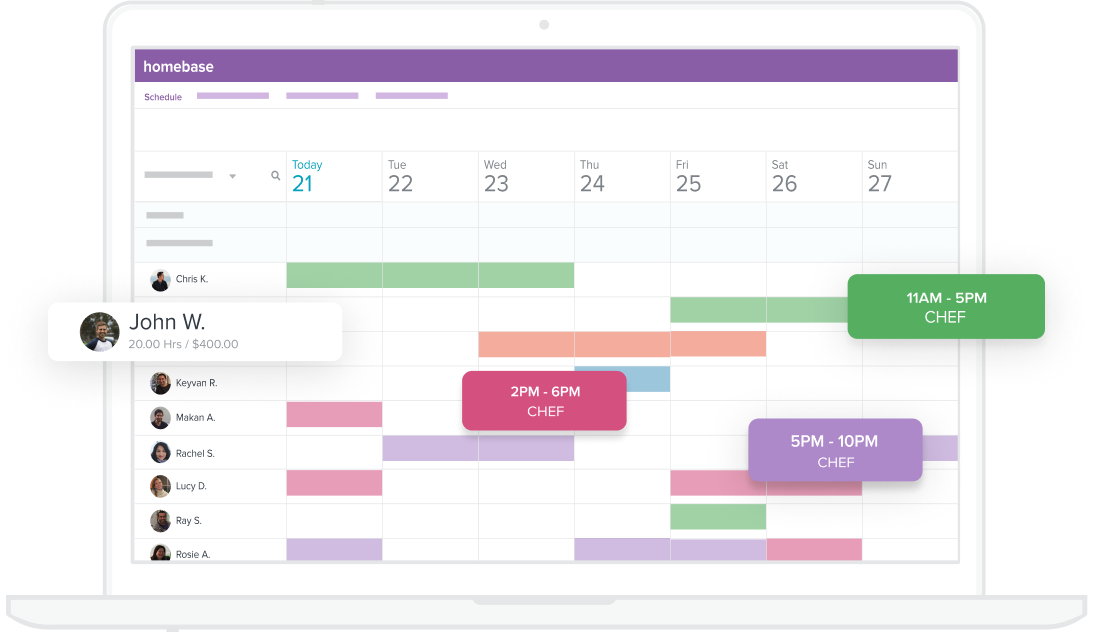 homebase
Schedule
Today
21
Tue
22
Wed
23
Thu
24
Fri
25
Sat
26
Sun
27
Chris K.
11AM - 5PM
CHEF
John W.
20.00 Hrs / $400.00
Keyvan R.
2PM - 6PM
CHEF
Makan A.
5PM - 10PM
CHEF
Rachel S.
Lucy D.
Ray S.
Rosie A.